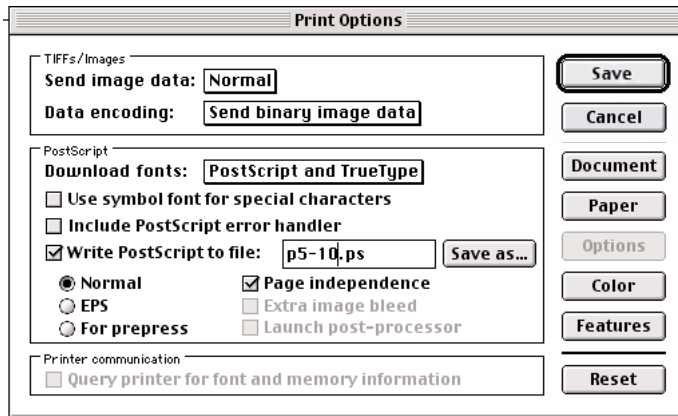 Print Options
TIFFs/Images
Send image data: Normal
Data encoding: Send binary image data
PostScript
Download fonts: PostScript and TrueType
Use symbol font for special characters
Include PostScript error handler
Write PostScript to file: p5-10.ps Save as...
Normal Page independence
EPS Extra image bleed
For prepress Launch post-processor
Printer communication
Query printer for font and memory information
Save
Cancel
Document
Paper
Options
Color
Features
Reset